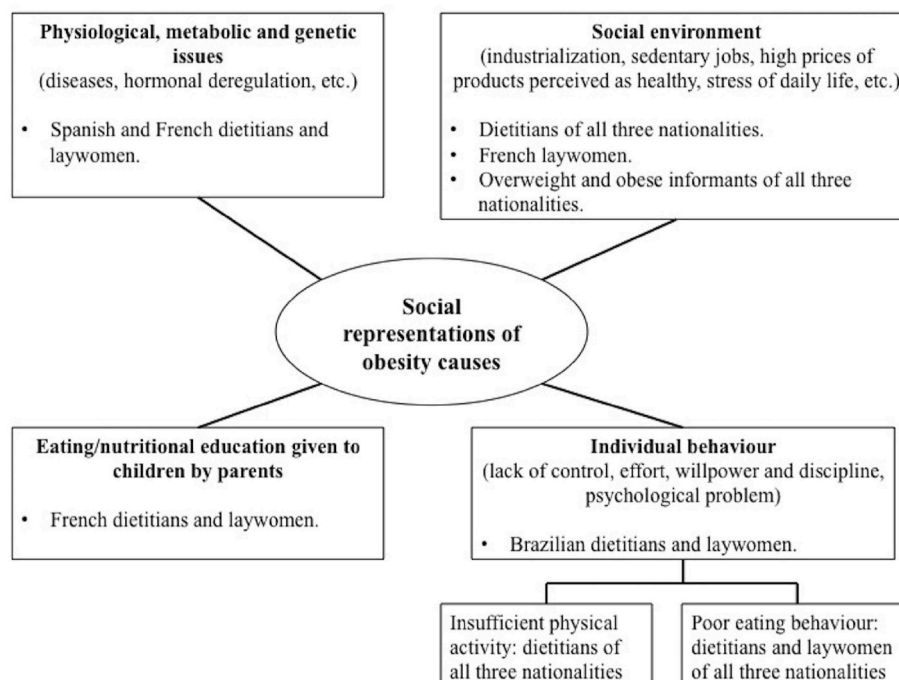 Physiological, metabolic and genetic
issues
(diseases, hormonal deregulation, etc.)
• Spanish and French dietitians and
laywomen.
Social environment
(industrialization, sedentary jobs, high prices of
products perceived as healthy, stress of daily life, etc.)
• Dietitians of all three nationalities.
• French laywomen.
• Overweight and obese informants of all three
nationalities.
Social
representations of
obesity causes
Eating/nutritional education given to
children by parents
• French dietitians and laywomen.
Individual behaviour
(lack of control, effort, willpower and discipline,
psychological problem)
• Brazilian dietitians and laywomen.
Insufficient physical
activity: dietitians of
all three nationalities
Poor eating behaviour:
dietitians and laywomen
of all three nationalities